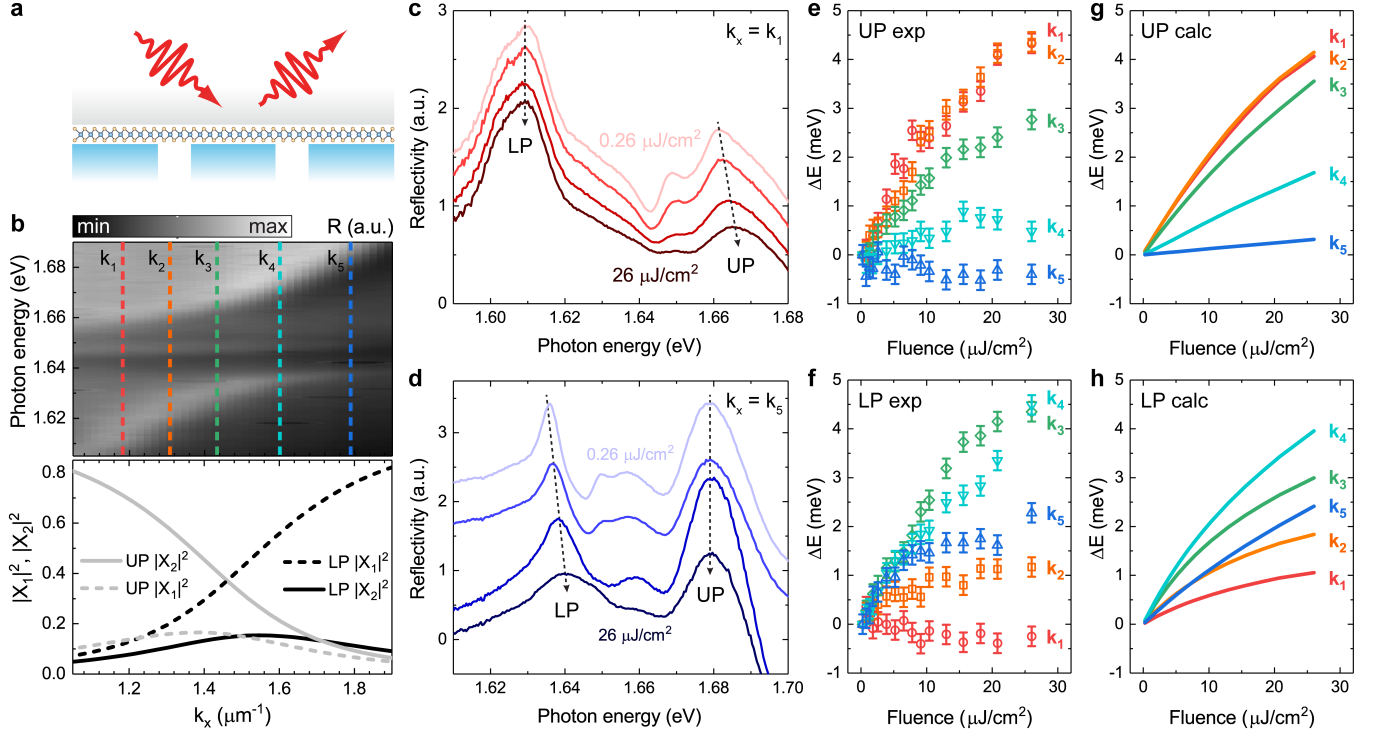 a
b
min
max
R (a.u.)
k₁
k₂
k₃
k₄
k₅
Photon energy (eV)
1.68
1.66
1.64
1.62
|X₁|², |X₂|²
0.8
0.6
0.4
0.2
0.0
UP |X₂|²
UP |X₁|²
LP |X₁|²
LP |X₂|²
1.2
1.4
1.6
1.8
kₓ (μm⁻¹)
c
kₓ = k₁
Reflectivity (a.u.)
3
2
1
0
0.26 μJ/cm²
LP
UP
26 μJ/cm²
1.60
1.62
1.64
1.66
1.68
Photon energy (eV)
d
kₓ = k₅
Reflectivity (a.u.)
3
2
1
0
0.26 μJ/cm²
LP
UP
26 μJ/cm²
1.62
1.64
1.66
1.68
1.70
Photon energy (eV)
e
UP exp
ΔE (meV)
5
4
3
2
1
0
-1
k₁
k₂
k₃
k₄
k₅
0
10
20
30
Fluence (μJ/cm²)
f
LP exp
ΔE (meV)
5
4
3
2
1
0
-1
k₄
k₃
k₅
k₂
k₁
0
10
20
30
Fluence (μJ/cm²)
g
UP calc
ΔE (meV)
5
4
3
2
1
0
-1
k₁
k₂
k₃
k₄
k₅
0
10
20
30
Fluence (μJ/cm²)
h
LP calc
ΔE (meV)
5
4
3
2
1
0
-1
k₄
k₃
k₅
k₂
k₁
0
10
20
30
Fluence (μJ/cm²)